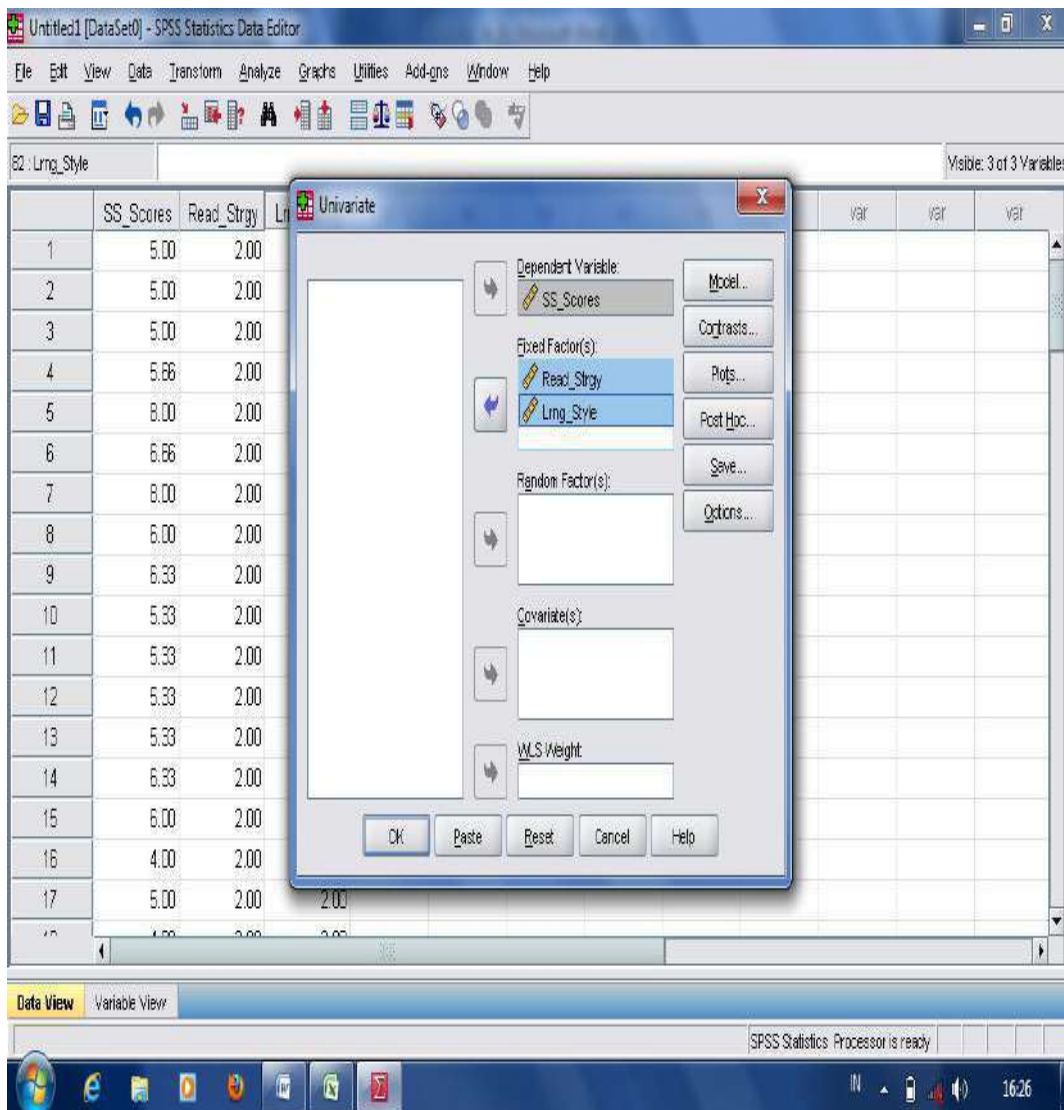 Untitled1 [DataSet0] - SPSS Statistics Data Editor
File Edit View Data Transform Analyze Graphs Utilities Add-ons Window Help
82 : Lrng_Style
Visible: 3 of 3 Variables
SS_Scores Read_Strgy var var var
1 5.00 2.00
2 5.00 2.00
3 5.00 2.00
4 5.66 2.00
5 8.00 2.00
6 6.66 2.00
7 8.00 2.00
8 6.00 2.00
9 6.33 2.00
10 5.33 2.00
11 5.33 2.00
12 5.33 2.00
13 5.33 2.00
14 6.33 2.00
15 6.00 2.00
16 4.00 2.00
17 5.00 2.00 2.00
Univariate
Dependent Variable:
SS_Scores
Fixed Factor(s):
Read_Strgy
Lrng_Style
Random Factor(s):
Covariate(s):
WLS Weight:
Model...
Contrasts...
Plots...
Post Hoc...
Save...
Options...
OK Paste Reset Cancel Help
Data View Variable View
SPSS Statistics Processor is ready
IN 16:26